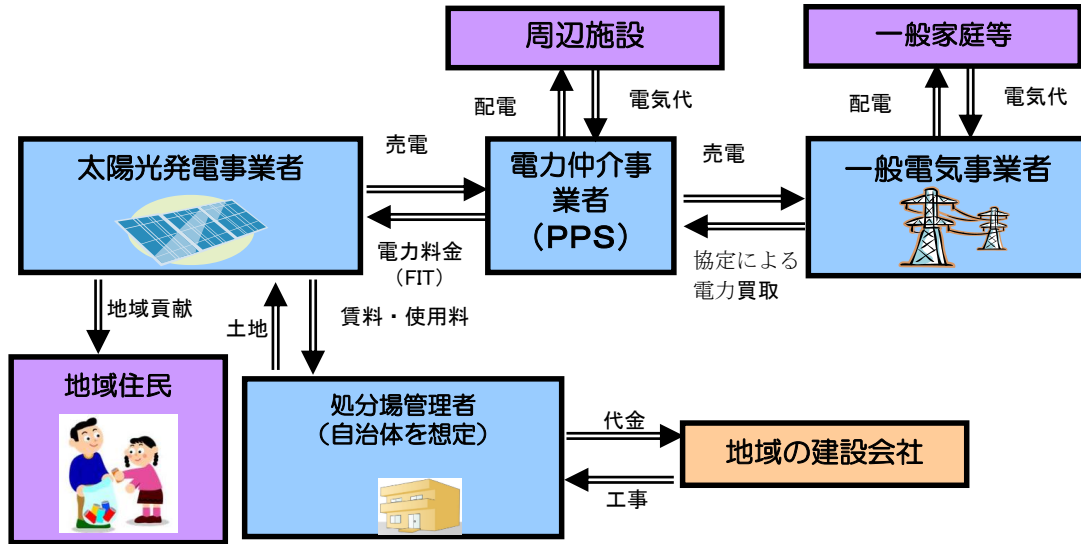 周辺施設
一般家庭等
配電
電気代
配電
電気代
太陽光発電事業者
売電
電力仲介事
業者
（PPS）
売電
一般電気事業者
電力料金
（FIT）
協定による
電力買取
地域貢献
土地
賃料・使用料
地域住民
処分場管理者
（自治体を想定）
代金
地域の建設会社
工事